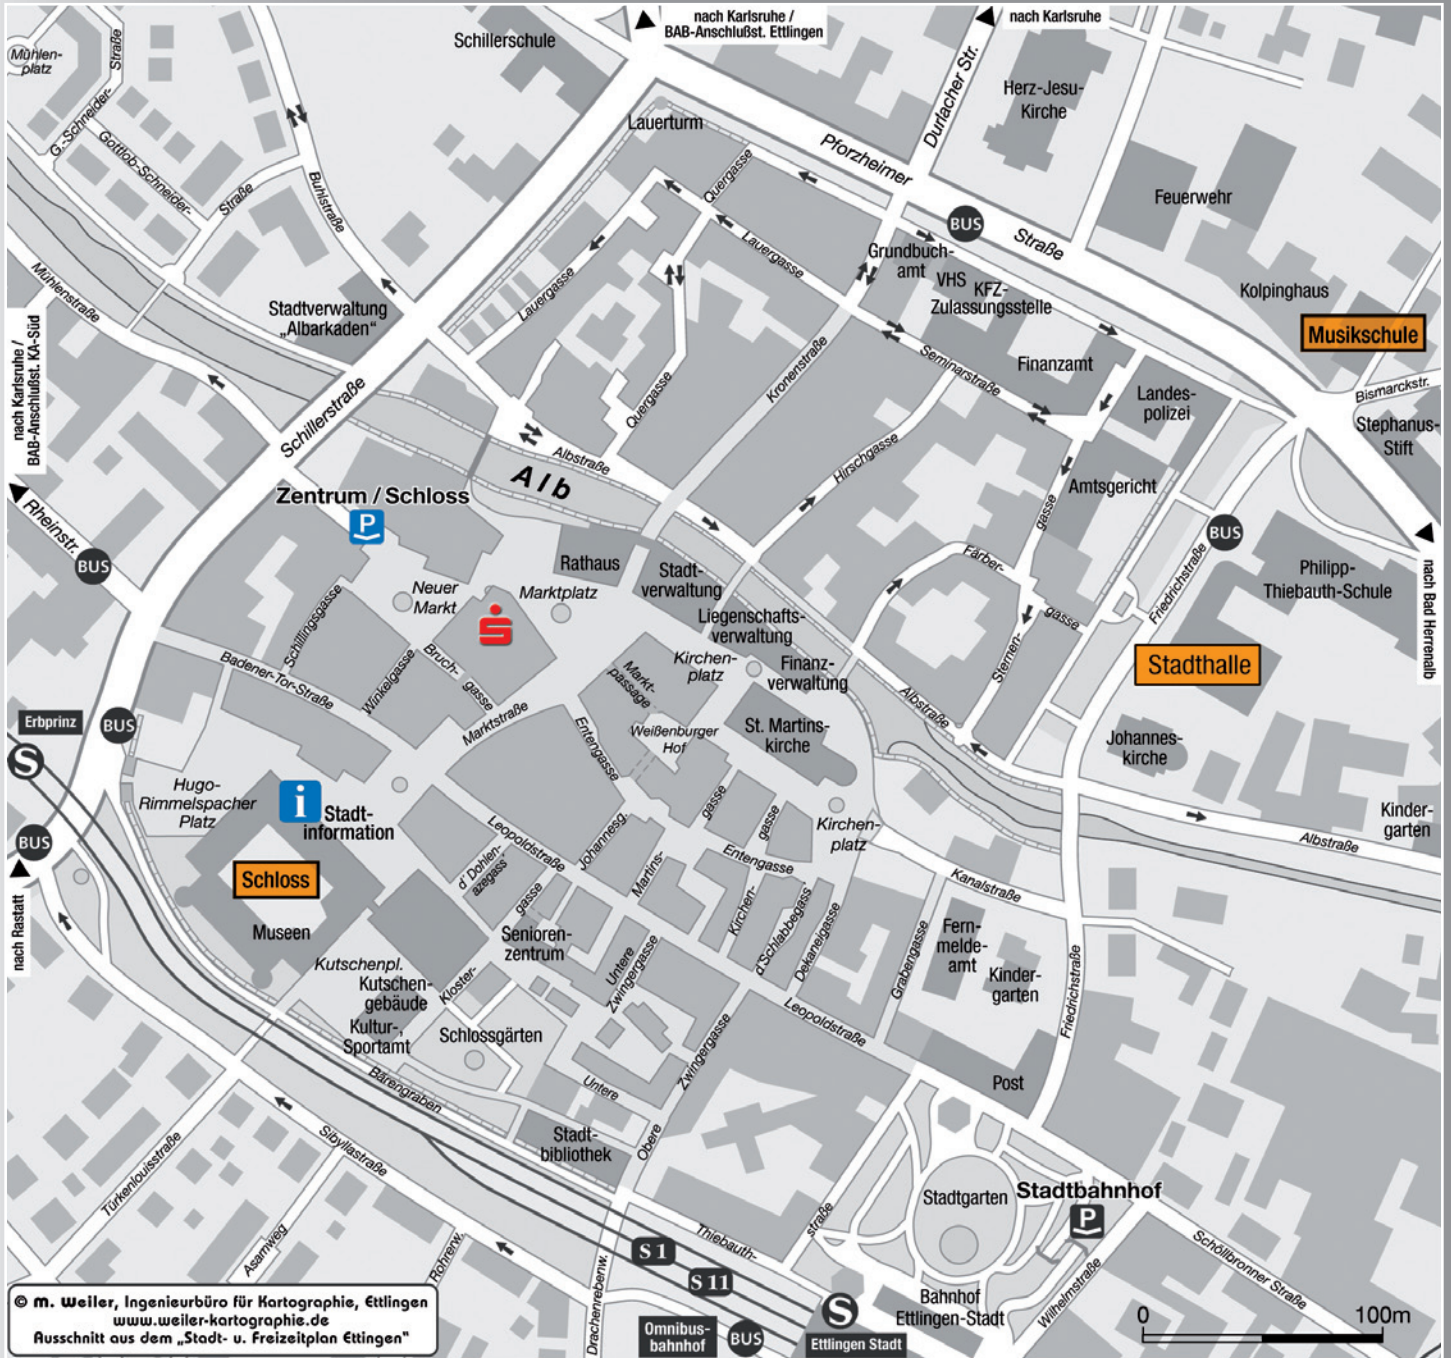 nach Karlsruhe /
BAB-Anschlußst. Ettlingen
nach Karlsruhe
Mühlen-
platz
Straße
G.-Schneider-
Gottlob-Schneider-
Straße
Buhlstraße
Schillerschule
Lauerturm
Durlacher Str.
Herz-Jesu-
Kirche
Pforzheimer
Straße
BUS
Feuerwehr
Kolpinghaus
Musikschule
Bismarckstr.
Stephanus-
Stift
nach Bad Herrenalb
Mühlenstraße
Stadtverwaltung
„Albarkaden“
nach Karlsruhe /
BAB-Anschlußst. KA-Süd
Rheinstr.
BUS
Schillerstraße
Quergasse
Lauergasse
Lauergasse
Quergasse
Grundbuch-
amt
VHS
KFZ-
Zulassungsstelle
Finanzamt
Seminarstraße
Kronenstraße
Hirschgasse
Landes-
polizei
Amtsgericht
gasse
Färber-
gasse
Sternen-
Friedrichstraße
BUS
Philipp-
Thiebauth-Schule
Stadthalle
Zentrum / Schloss
P
Alb
Albstraße
Rathaus
Stadt-
verwaltung
Liegenschafts-
verwaltung
Finanz-
verwaltung
Neuer
Markt
Marktplatz
Kirchen-
platz
Markt-
passage
Weißenburger
Hof
St. Martins-
kirche
Schillingsgasse
Badener-Tor-Straße
Winkelgasse
Bruch-
gasse
Marktstraße
Entengasse
Albstraße
Johannes-
kirche
Kinder-
garten
Albstraße
Erbprinz
S
BUS
BUS
nach Rastatt
Hugo-
Rimmelspacher
Platz
i
Stadt-
information
Schloss
Museen
Leopoldstraße
d' Dohlen-
azegass'
Johannesg.
Martins-
gasse
gasse
Entengasse
Kirchen-
platz
Kirchen-
d'Schlabbegass'
Dekaneigasse
Kanalstraße
Grabengasse
Fern-
melde-
amt
Kinder-
garten
Friedrichstraße
Kutschenpl.
Kutschen-
gebäude
Kultur-,
Sportamt
Kloster-
gasse
Senioren-
zentrum
Schlossgärten
Untere
Zwingergasse
Untere
Obere
Zwingergasse
Leopoldstraße
Post
Bärengraben
Stadt-
bibliothek
Türkenlouisstraße
Sibyllastraße
Asamweg
Rohrerw.
Drachenrebenw.
Thiebauth-
straße
S 1
S 11
Stadtgarten
Stadtbahnhof
P
Wilhelmstraße
Schöllbronner Straße
Bahnhof
Ettlingen-Stadt
S
Ettlingen Stadt
Omnibus-
bahnhof
BUS
0
100m
© M. Weiler, Ingenieurbüro für Kartographie, Ettlingen
www.weiler-kartographie.de
Ausschnitt aus dem „Stadt- u. Freizeitplan Ettlingen“